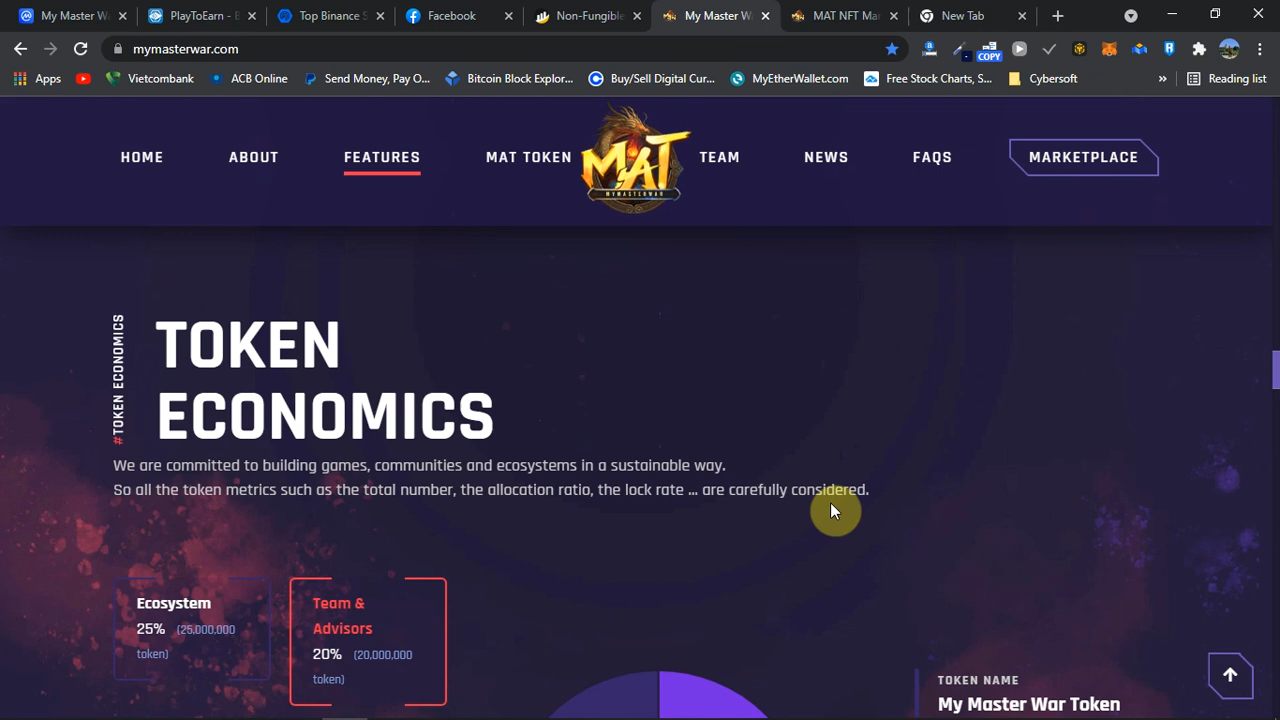 My Master W
PlayToEarn - B
Top Binance S
Facebook
Non-Fungible
My Master W
MAT NFT Mar
New Tab
mymasterwar.com
COPY
Apps
Vietcombank
ACB Online
Send Money, Pay O...
Bitcoin Block Explor...
Buy/Sell Digital Cur...
MyEtherWallet.com
Free Stock Charts, S...
Cybersoft
»
Reading list
HOME
ABOUT
FEATURES
MAT TOKEN
MAT
MYMASTERWAR
TEAM
NEWS
FAQS
MARKETPLACE
#TOKEN ECONOMICS
TOKEN
ECONOMICS
We are committed to building games, communities and ecosystems in a sustainable way.
So all the token metrics such as the total number, the allocation ratio, the lock rate ... are carefully considered.
Ecosystem
25% (25,000,000
token)
Team &
Advisors
20% (20,000,000
token)
TOKEN NAME
My Master War Token